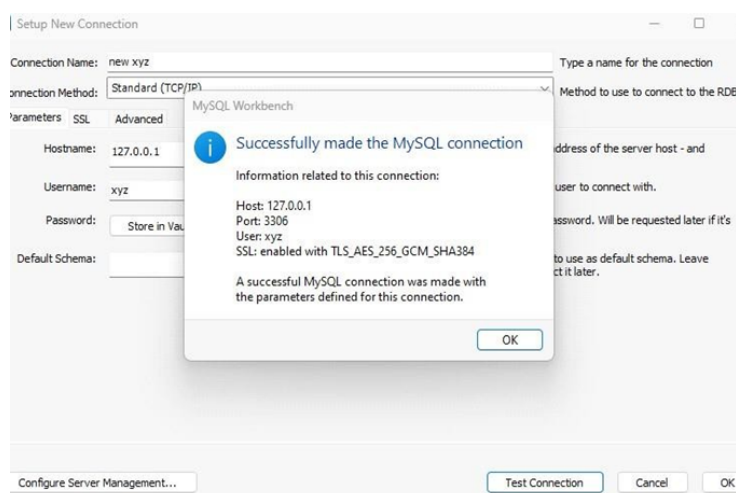 Setup New Connection
Connection Name: new xyz Type a name for the connection
onnection Method: Standard (TCP/IP) Method to use to connect to the RDB
Parameters SSL Advanced
MySQL Workbench
Successfully made the MySQL connection
Hostname: 127.0.0.1 address of the server host - and
Information related to this connection:
Username: xyz user to connect with.
Host: 127.0.0.1
Port: 3306
User: xyz
SSL: enabled with TLS_AES_256_GCM_SHA384
Password: Store in Vau Will be requested later if it's
Default Schema: to use as default schema. Leave
it later.
A successful MySQL connection was made with
the parameters defined for this connection.
OK
Configure Server Management... Test Connection Cancel OK